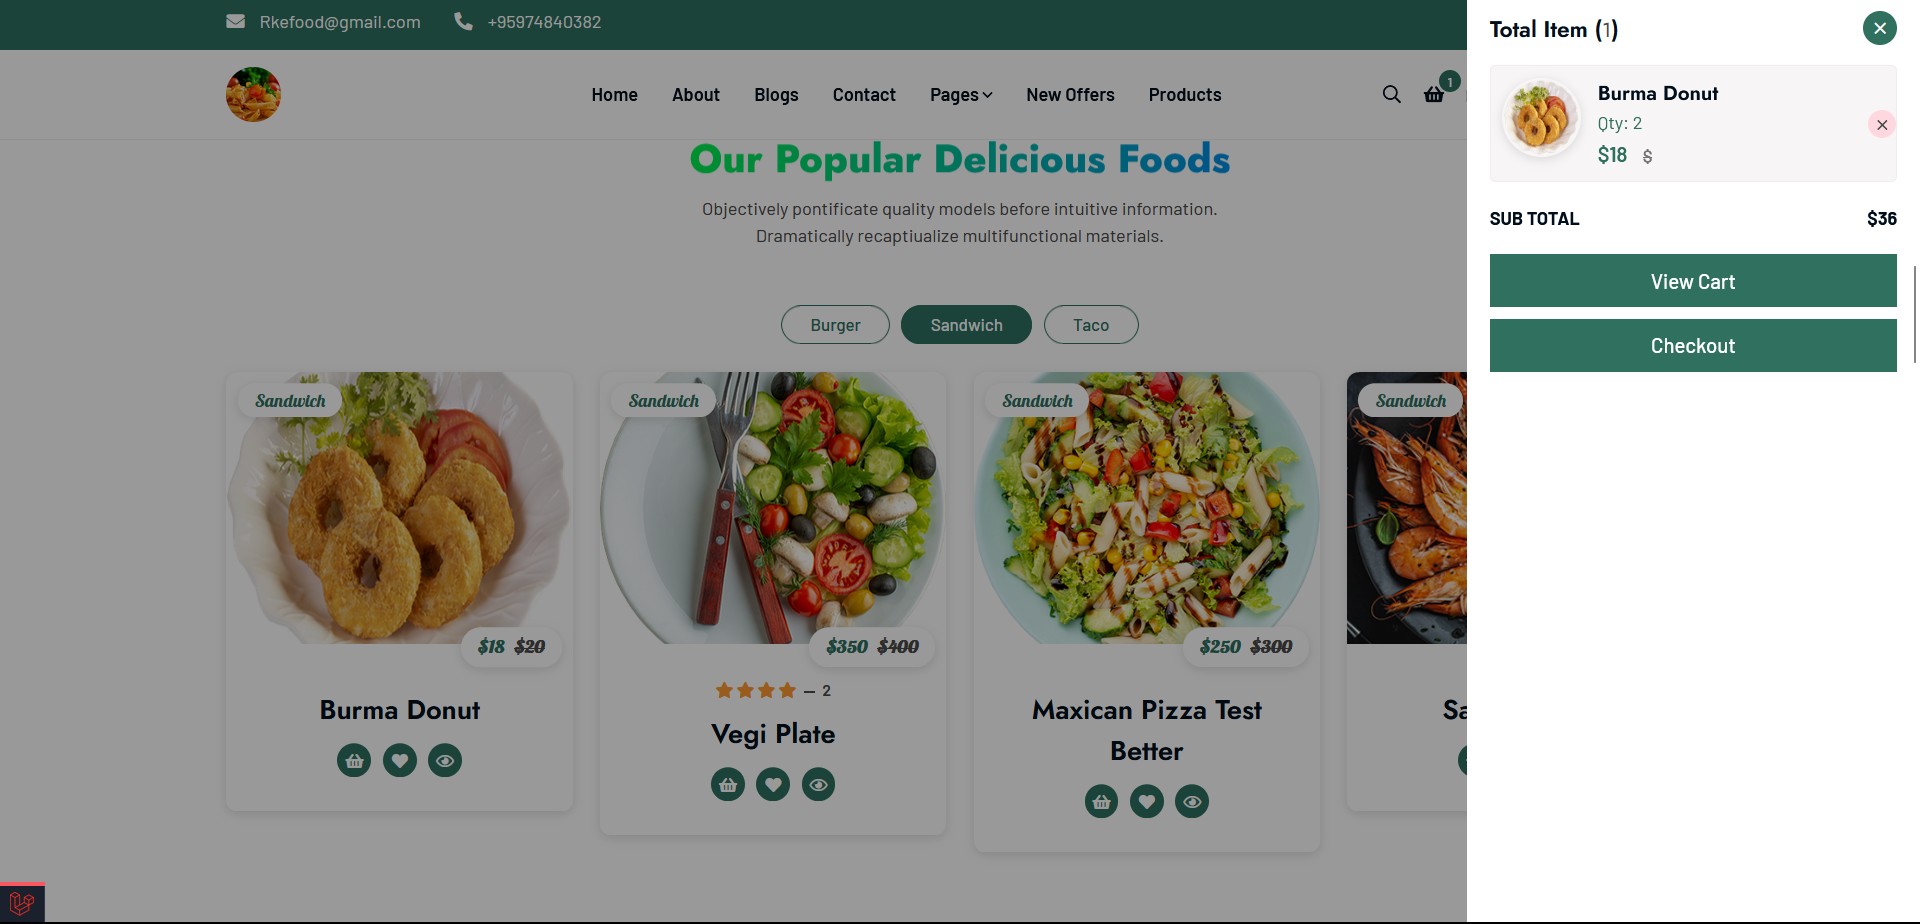 Rkefood@gmail.com +95974840382
Home About Blogs Contact Pages New Offers Products 1
Our Popular Delicious Foods
Objectively pontificate quality models before intuitive information.
Dramatically recaptiualize multifunctional materials.
Burger Sandwich Taco
Sandwich Sandwich Sandwich Sandwich
$18 $20 $350 $400 $250 $300
— 2
Burma Donut
Vegi Plate
Maxican Pizza Test
Better
Sa
Total Item (1)
Burma Donut
Qty: 2
$18 $
SUB TOTAL $36
View Cart
Checkout